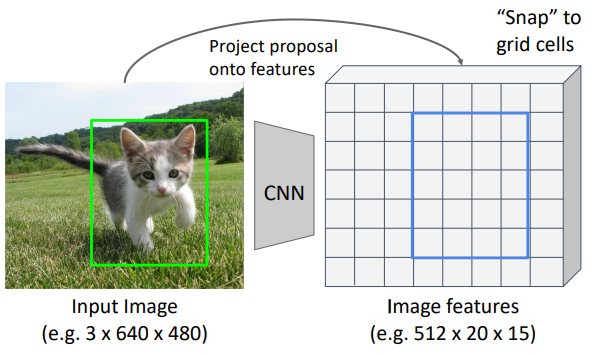 “Snap” to
grid cells
Project proposal
onto features
CNN
Input Image
(e.g. 3 x 640 x 480)
Image features
(e.g. 512 x 20 x 15)